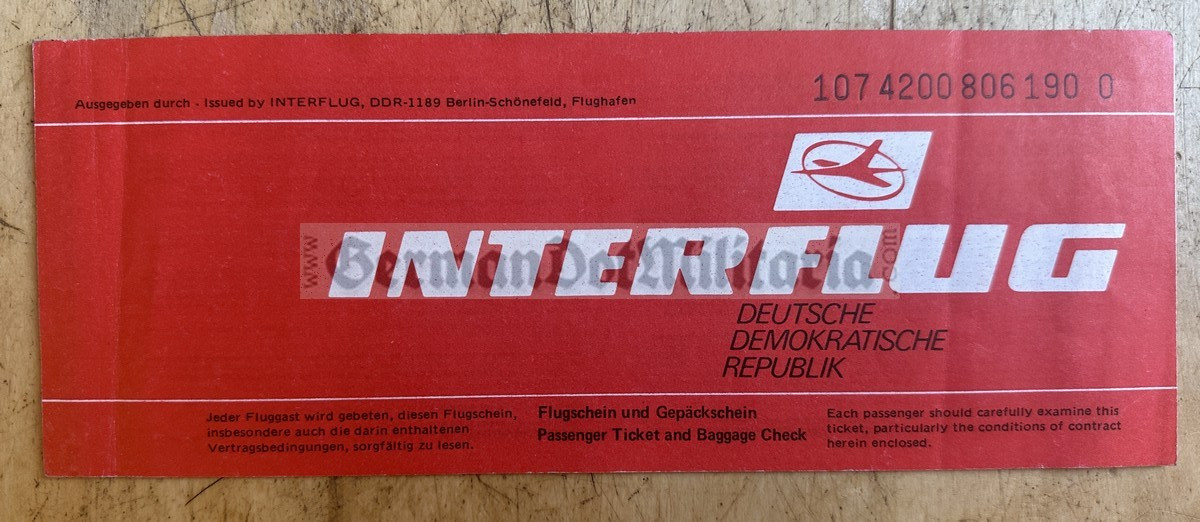 Ausgegeben durch · Issued by INTERFLUG, DDR-1189 Berlin-Schönefeld, Flughafen
107 4200 806 190 0
INTERFLUG
www.GermanDetMilitaria.com
DEUTSCHE
DEMOKRATISCHE
REPUBLIK
Jeder Fluggast wird gebeten, diesen Flugschein,
insbesondere auch die darin enthaltenen
Vertragsbedingungen, sorgfältig zu lesen.
Flugschein und Gepäckschein
Passenger Ticket and Baggage Check
Each passenger should carefully examine this
ticket, particularly the conditions of contract
herein enclosed.